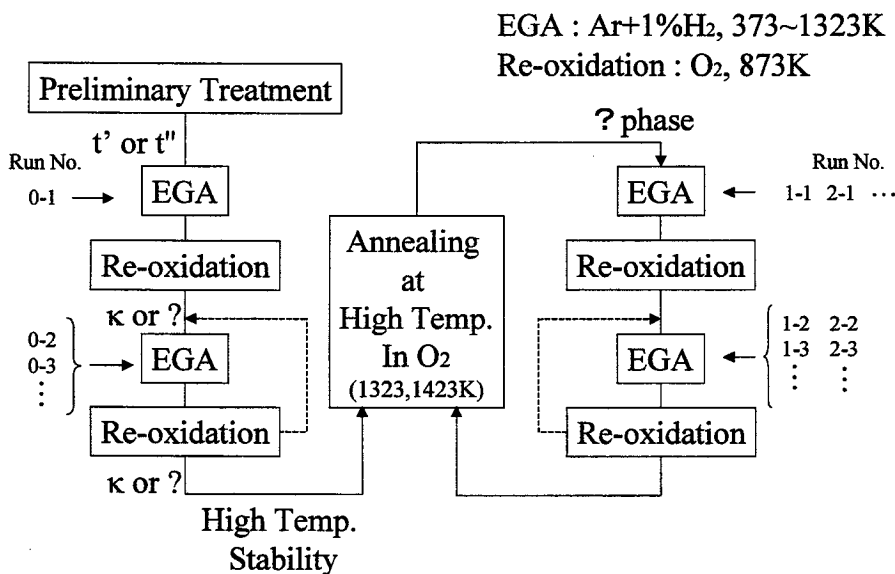 EGA : Ar+1%H2, 373~1323K
Re-oxidation : O2, 873K
Preliminary Treatment
t' or t"
Run No.
0-1
EGA
Re-oxidation
κ or ?
0-2
0-3
⋮
EGA
Re-oxidation
κ or ?
High Temp.
Stability
Annealing
at
High Temp.
In O2
(1323,1423K)
? phase
Run No.
1-1 2-1 ···
EGA
Re-oxidation
EGA
1-2 2-2
1-3 2-3
⋮ ⋮
Re-oxidation